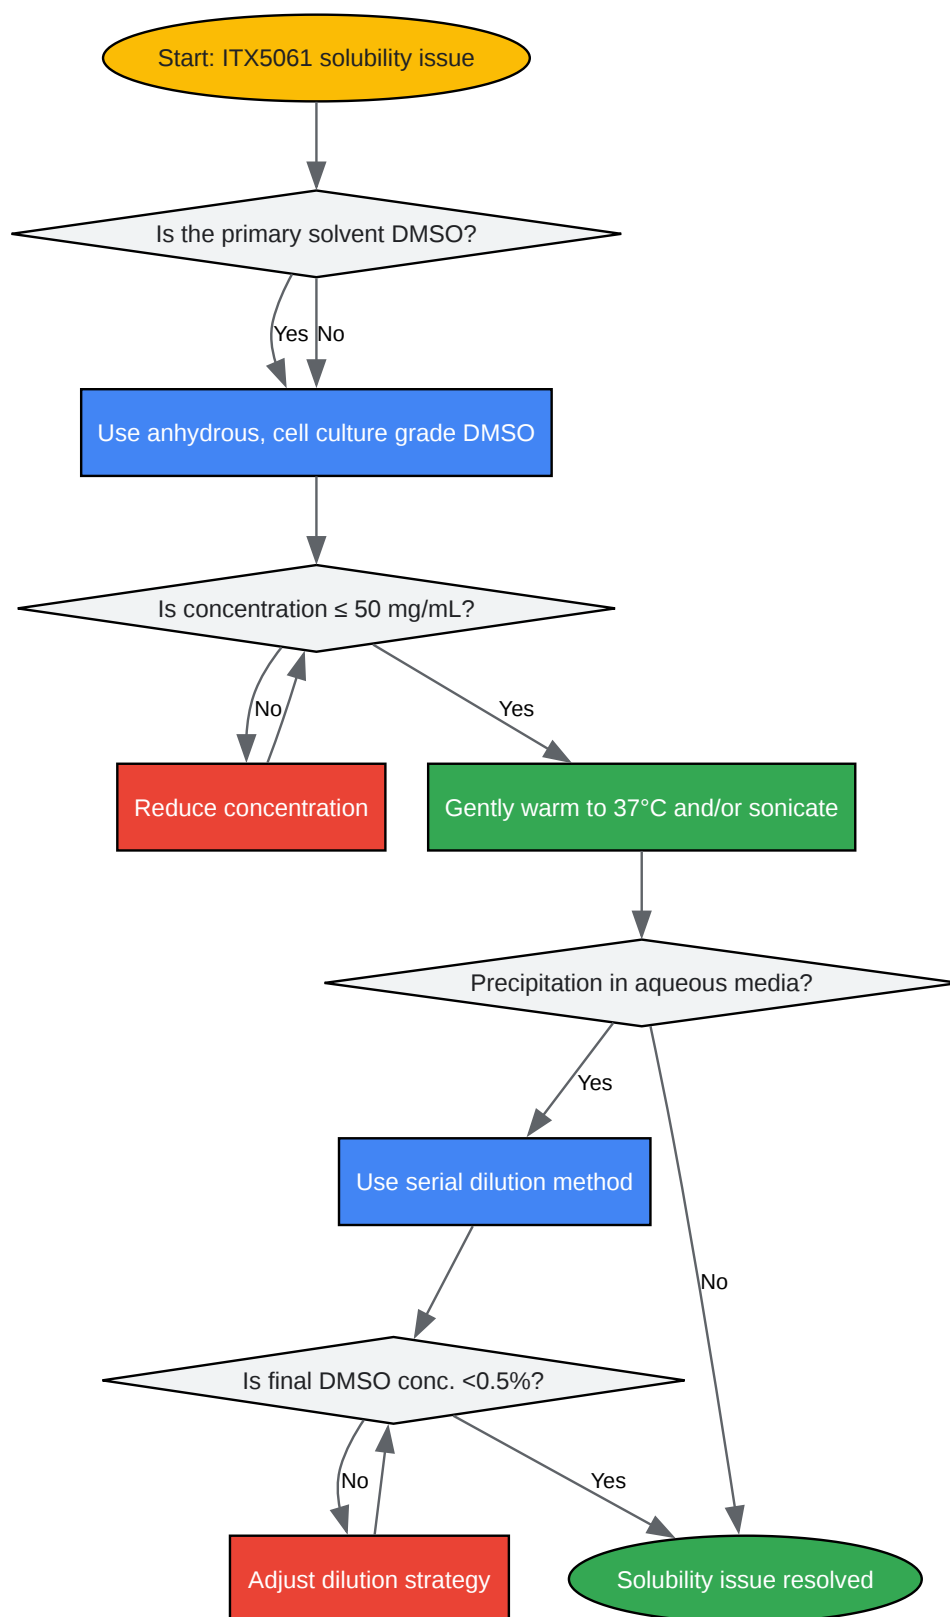 Start: ITX5061 solubility issue
Is the primary solvent DMSO?
Yes
No
Use anhydrous, cell culture grade DMSO
Is concentration ≤ 50 mg/mL?
No
Yes
Reduce concentration
Gently warm to 37°C and/or sonicate
Precipitation in aqueous media?
Yes
Use serial dilution method
No
Is final DMSO conc. <0.5%?
No
Yes
Adjust dilution strategy
Solubility issue resolved